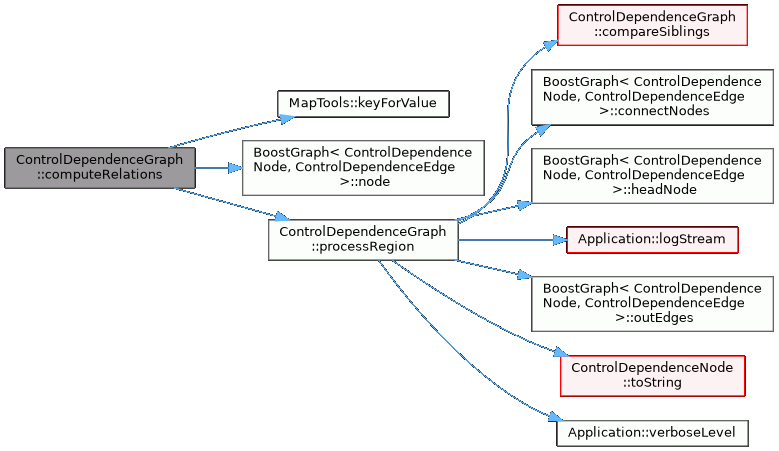 ControlDependenceGraph
::computeRelations
MapTools::keyForValue
BoostGraph< ControlDependence
Node, ControlDependenceEdge
>::node
ControlDependenceGraph
::processRegion
ControlDependenceGraph
::compareSiblings
BoostGraph< ControlDependence
Node, ControlDependenceEdge
>::connectNodes
BoostGraph< ControlDependence
Node, ControlDependenceEdge
>::headNode
Application::logStream
BoostGraph< ControlDependence
Node, ControlDependenceEdge
>::outEdges
ControlDependenceNode
::toString
Application::verboseLevel